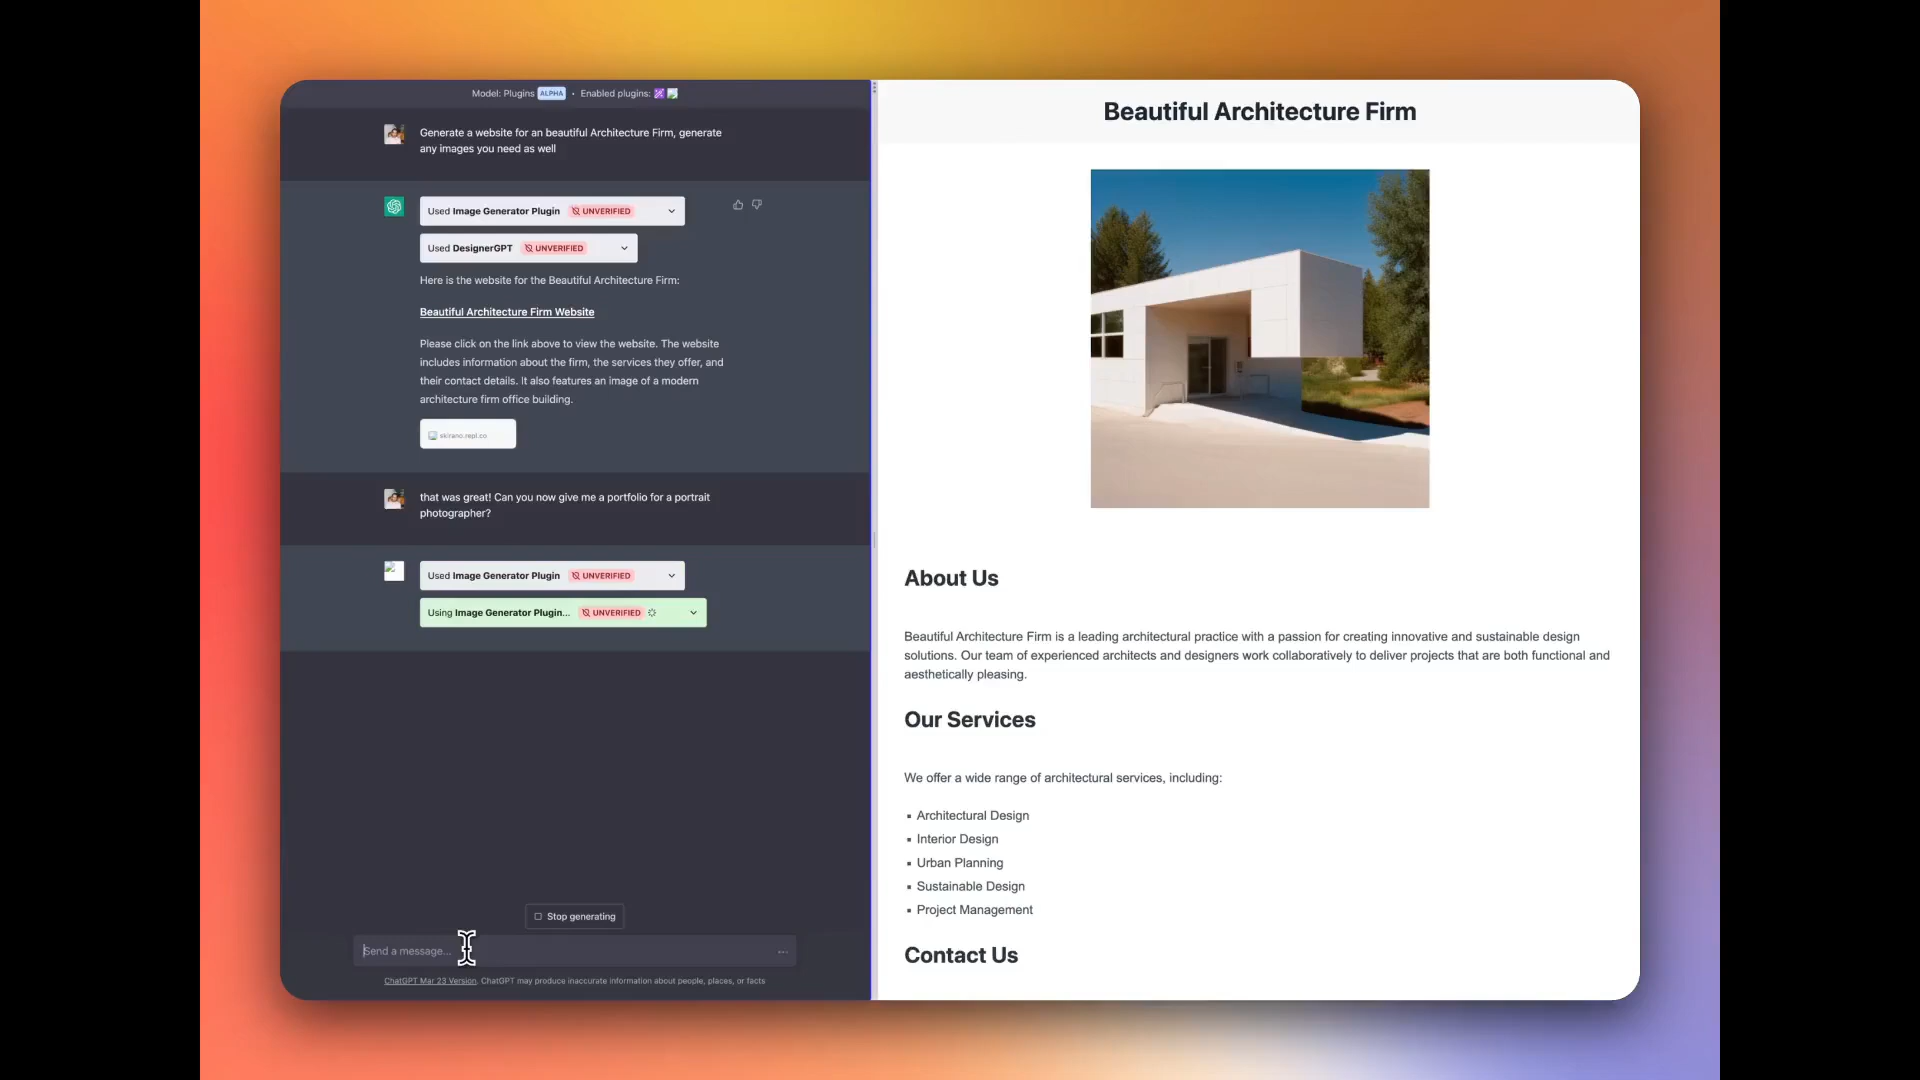 Model: Plugins ALPHA • Enabled plugins:
Generate a website for an beautiful Architecture Firm, generate
any images you need as well
Used Image Generator Plugin UNVERIFIED
Used DesignerGPT UNVERIFIED
Here is the website for the Beautiful Architecture Firm:
Beautiful Architecture Firm Website
Please click on the link above to view the website. The website
includes information about the firm, the services they offer, and
their contact details. It also features an image of a modern
architecture firm office building.
skirano.repl.co
that was great! Can you now give me a portfolio for a portrait
photographer?
Used Image Generator Plugin UNVERIFIED
Using Image Generator Plugin... UNVERIFIED
Stop generating
Send a message...
ChatGPT Mar 23 Version. ChatGPT may produce inaccurate information about people, places, or facts
Beautiful Architecture Firm
About Us
Beautiful Architecture Firm is a leading architectural practice with a passion for creating innovative and sustainable design
solutions. Our team of experienced architects and designers work collaboratively to deliver projects that are both functional and
aesthetically pleasing.
Our Services
We offer a wide range of architectural services, including:
▪ Architectural Design
▪ Interior Design
▪ Urban Planning
▪ Sustainable Design
▪ Project Management
Contact Us